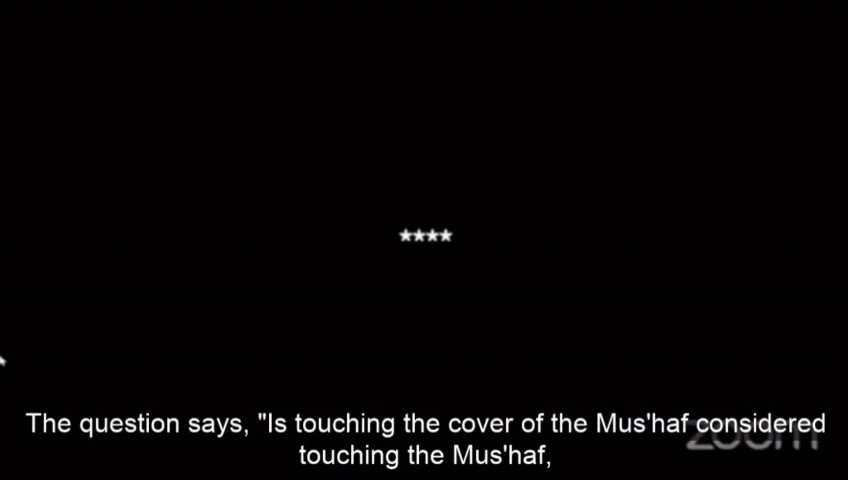 ****
The question says, "Is touching the cover of the Mus'haf considered
touching the Mus'haf,
zoom